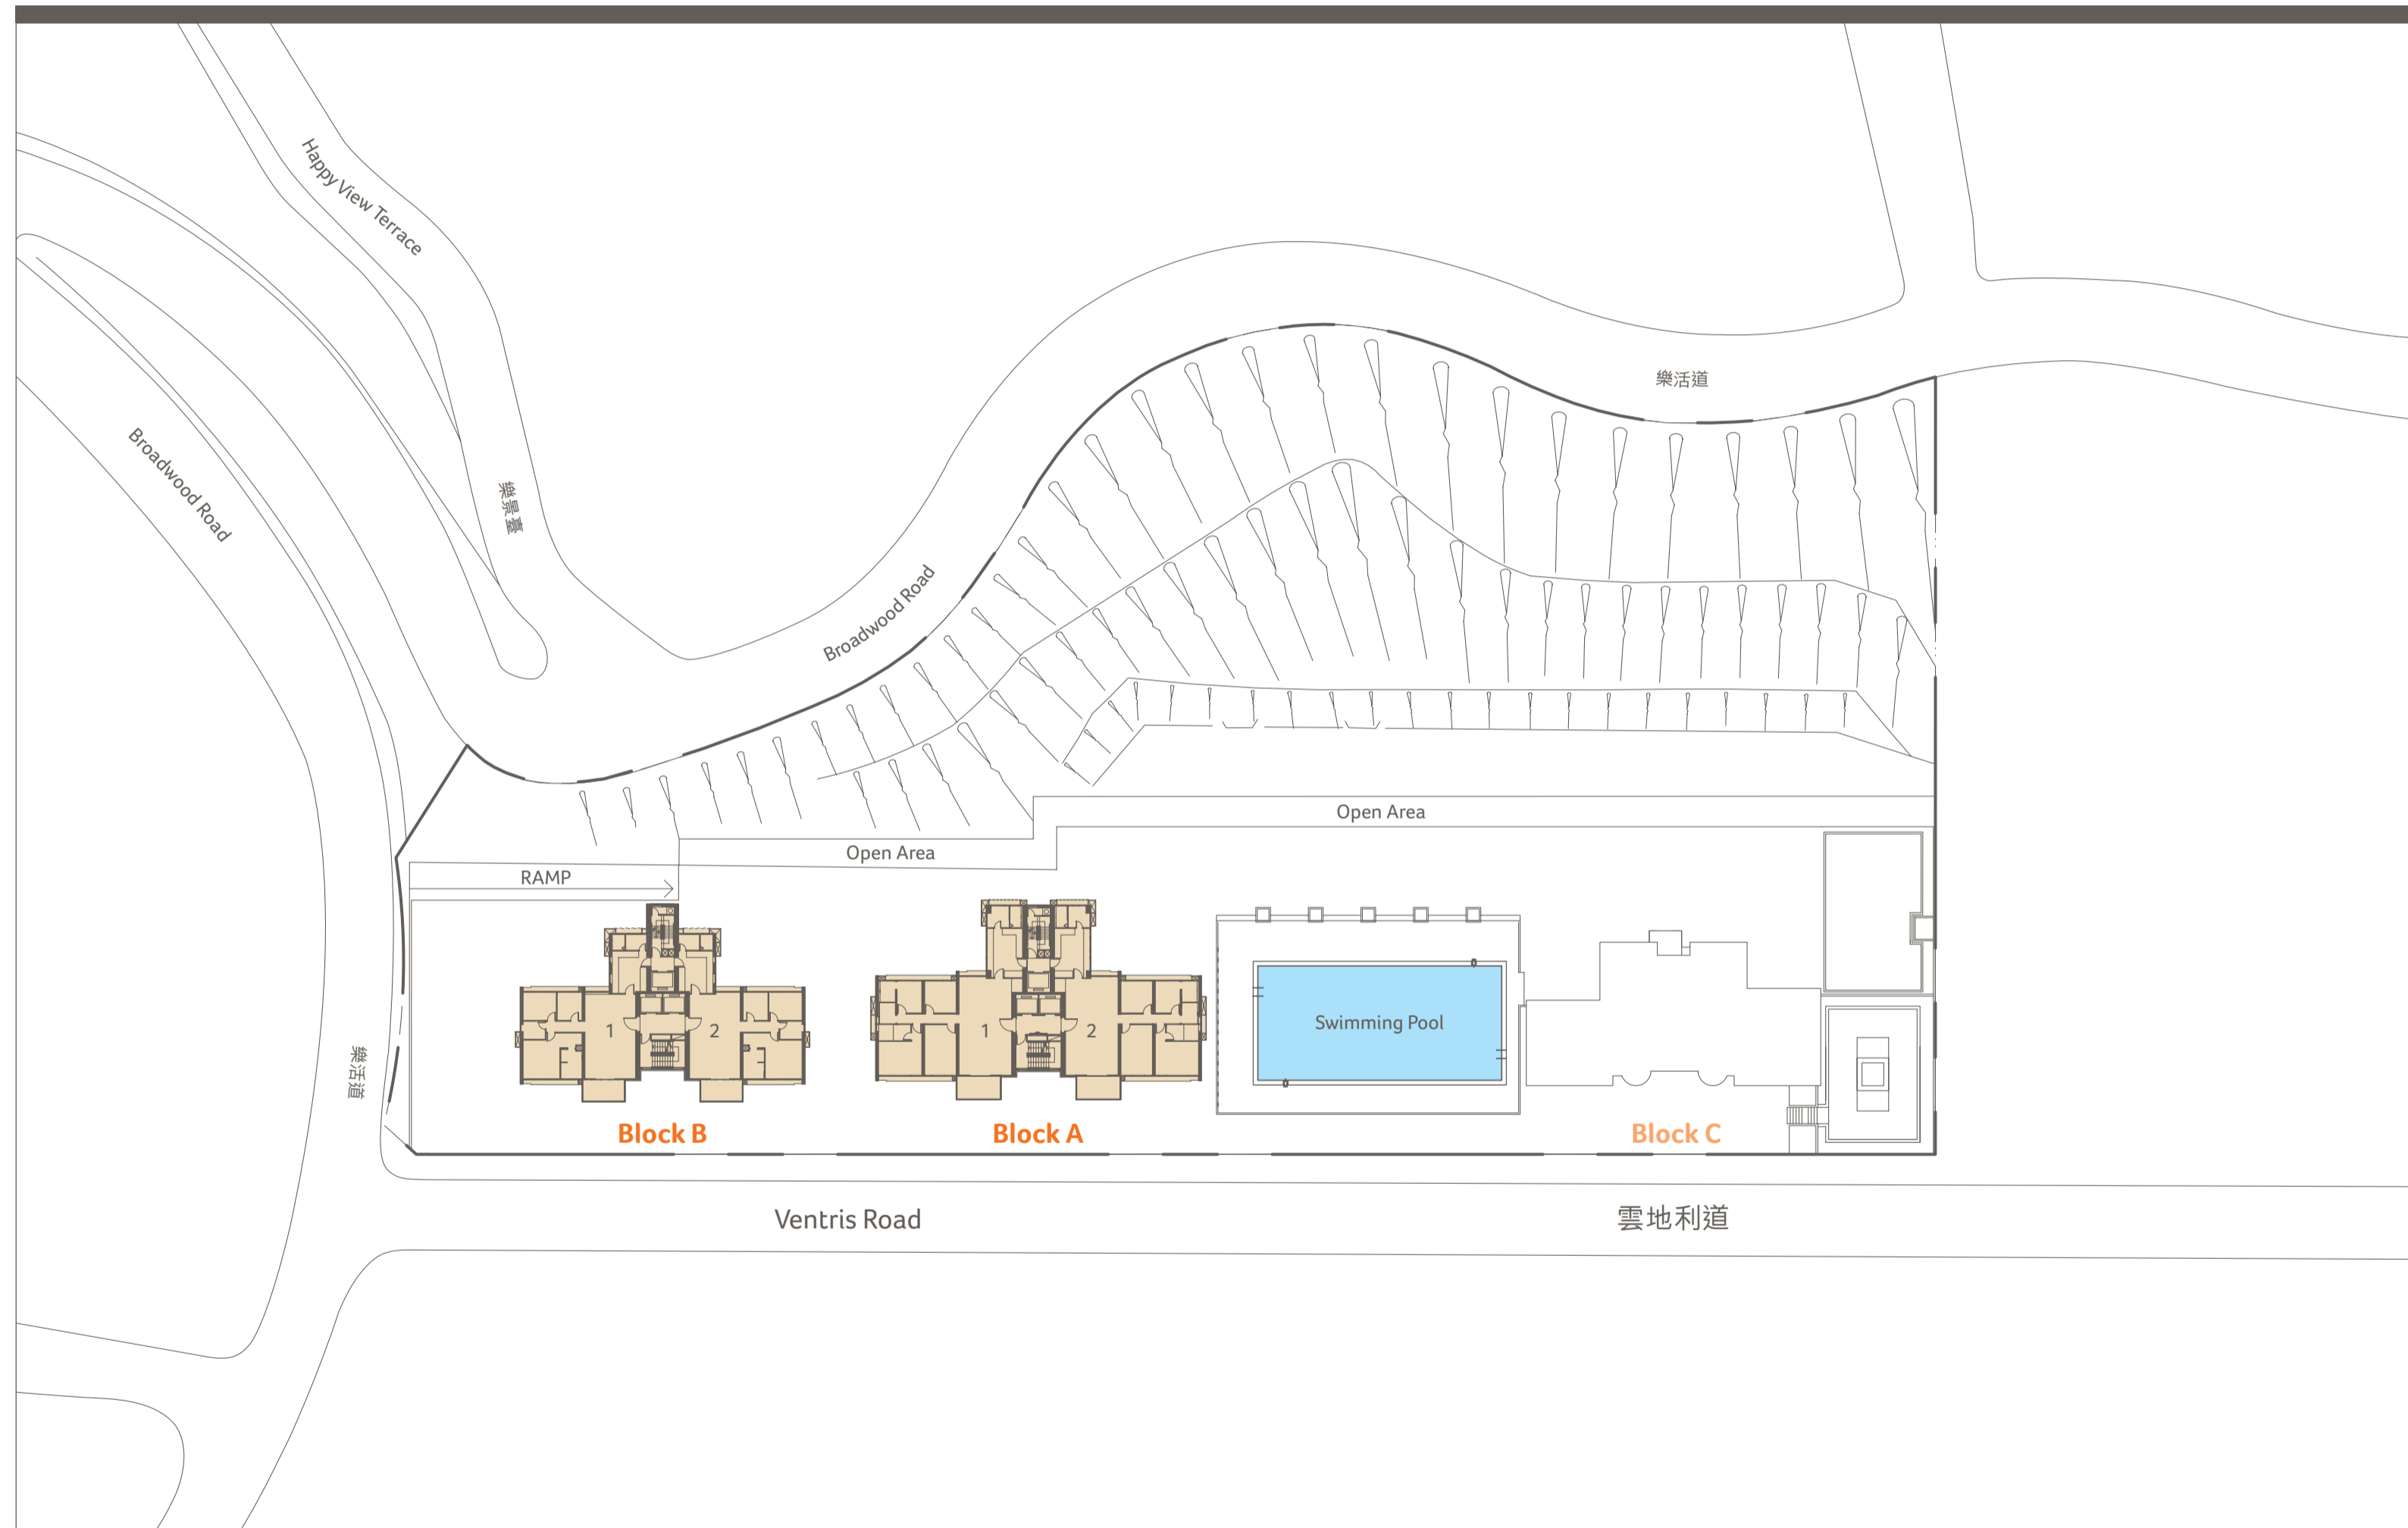 Happy View Terrace
樂景臺
Broadwood Road
Broadwood Road
樂活道
Open Area
Open Area
RAMP
1
2
1
2
Swimming Pool
樂活道
Block B
Block A
Block C
Ventris Road
雲地利道